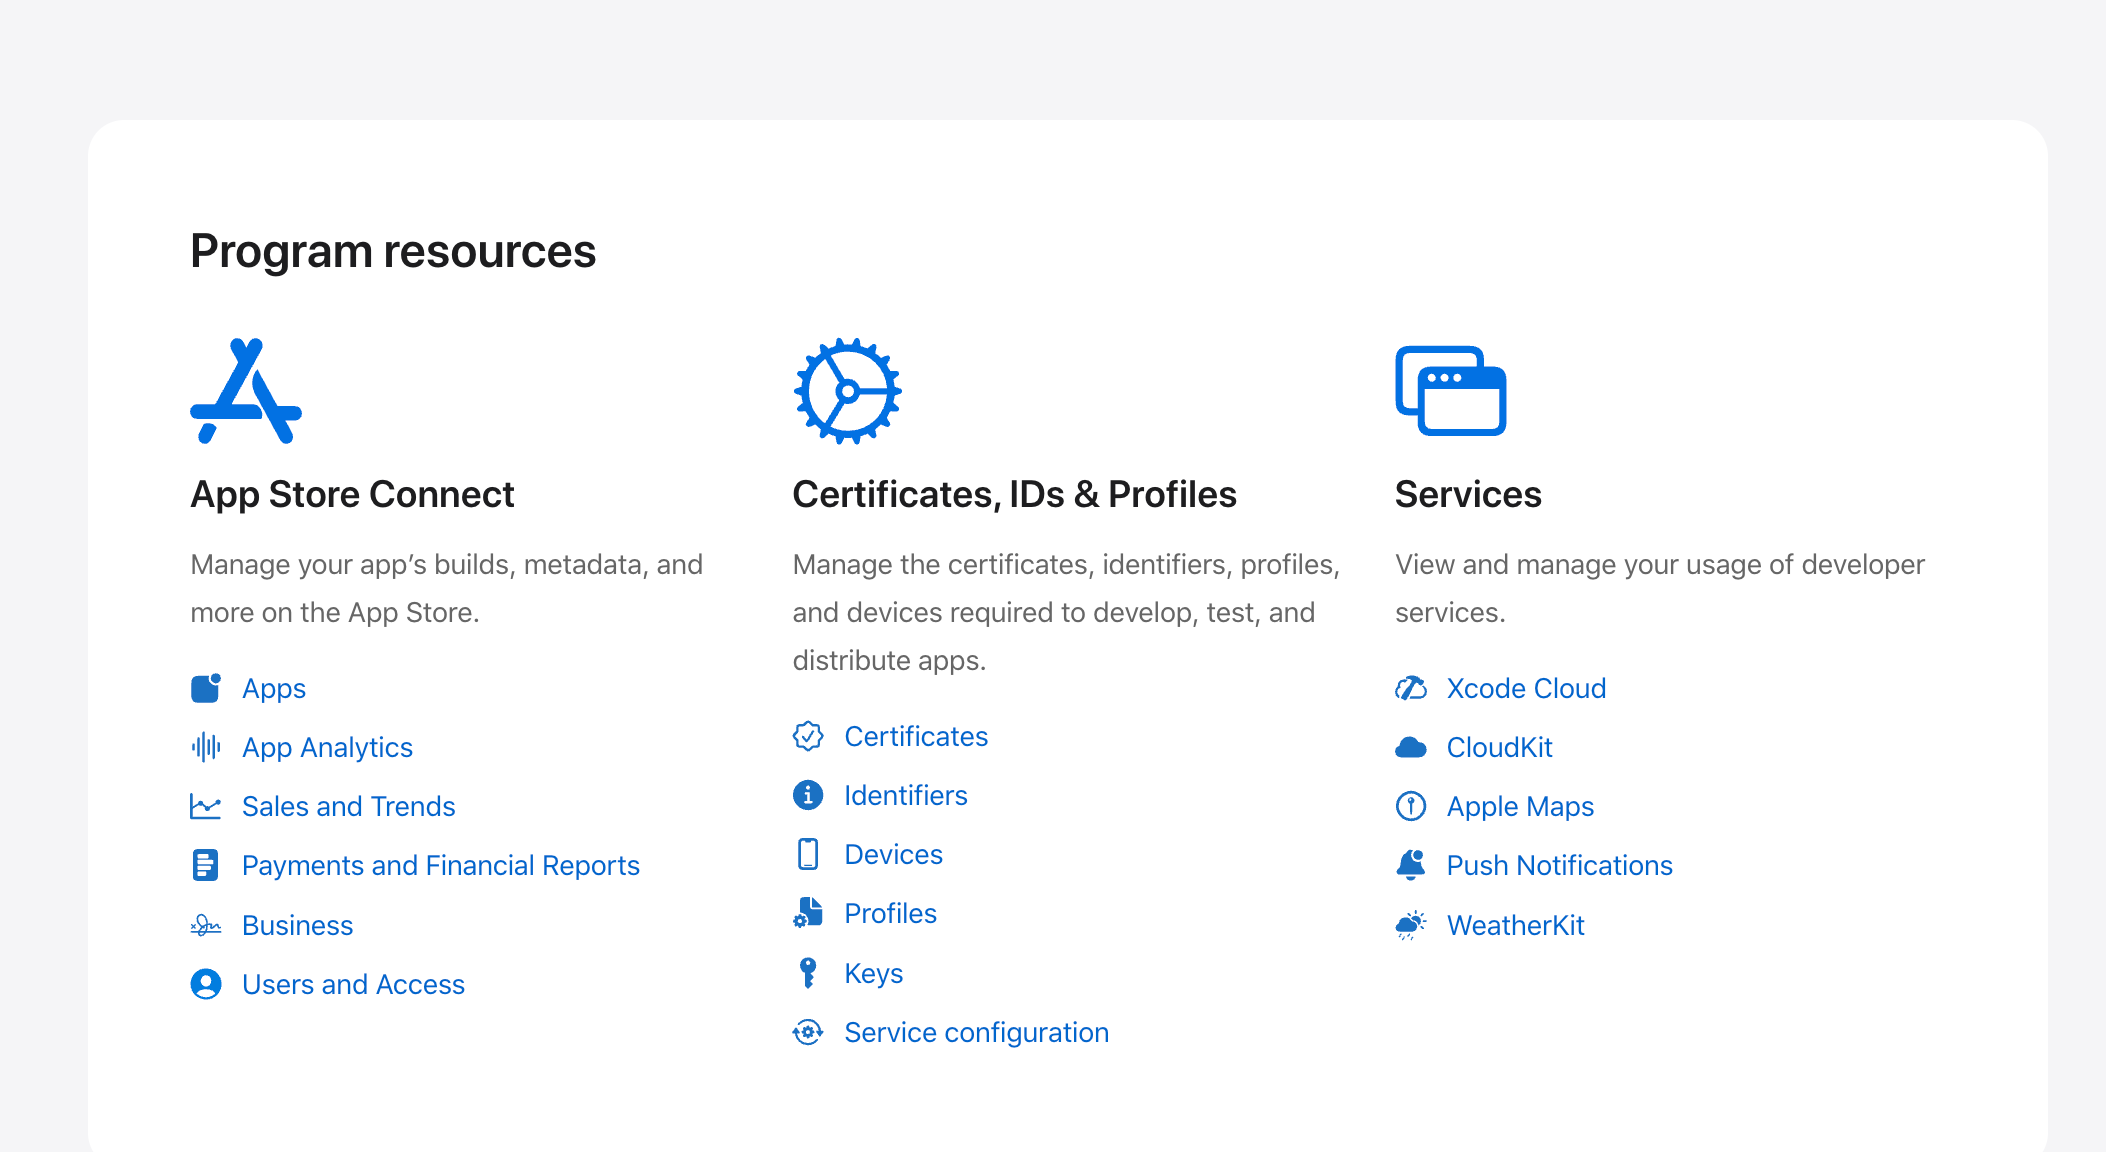 Program resources
App Store Connect
Manage your app’s builds, metadata, and
more on the App Store.
Apps
App Analytics
Sales and Trends
Payments and Financial Reports
Business
Users and Access
Certificates, IDs & Profiles
Manage the certificates, identifiers, profiles,
and devices required to develop, test, and
distribute apps.
Certificates
Identifiers
Devices
Profiles
Keys
Service configuration
Services
View and manage your usage of developer
services.
Xcode Cloud
CloudKit
Apple Maps
Push Notifications
WeatherKit